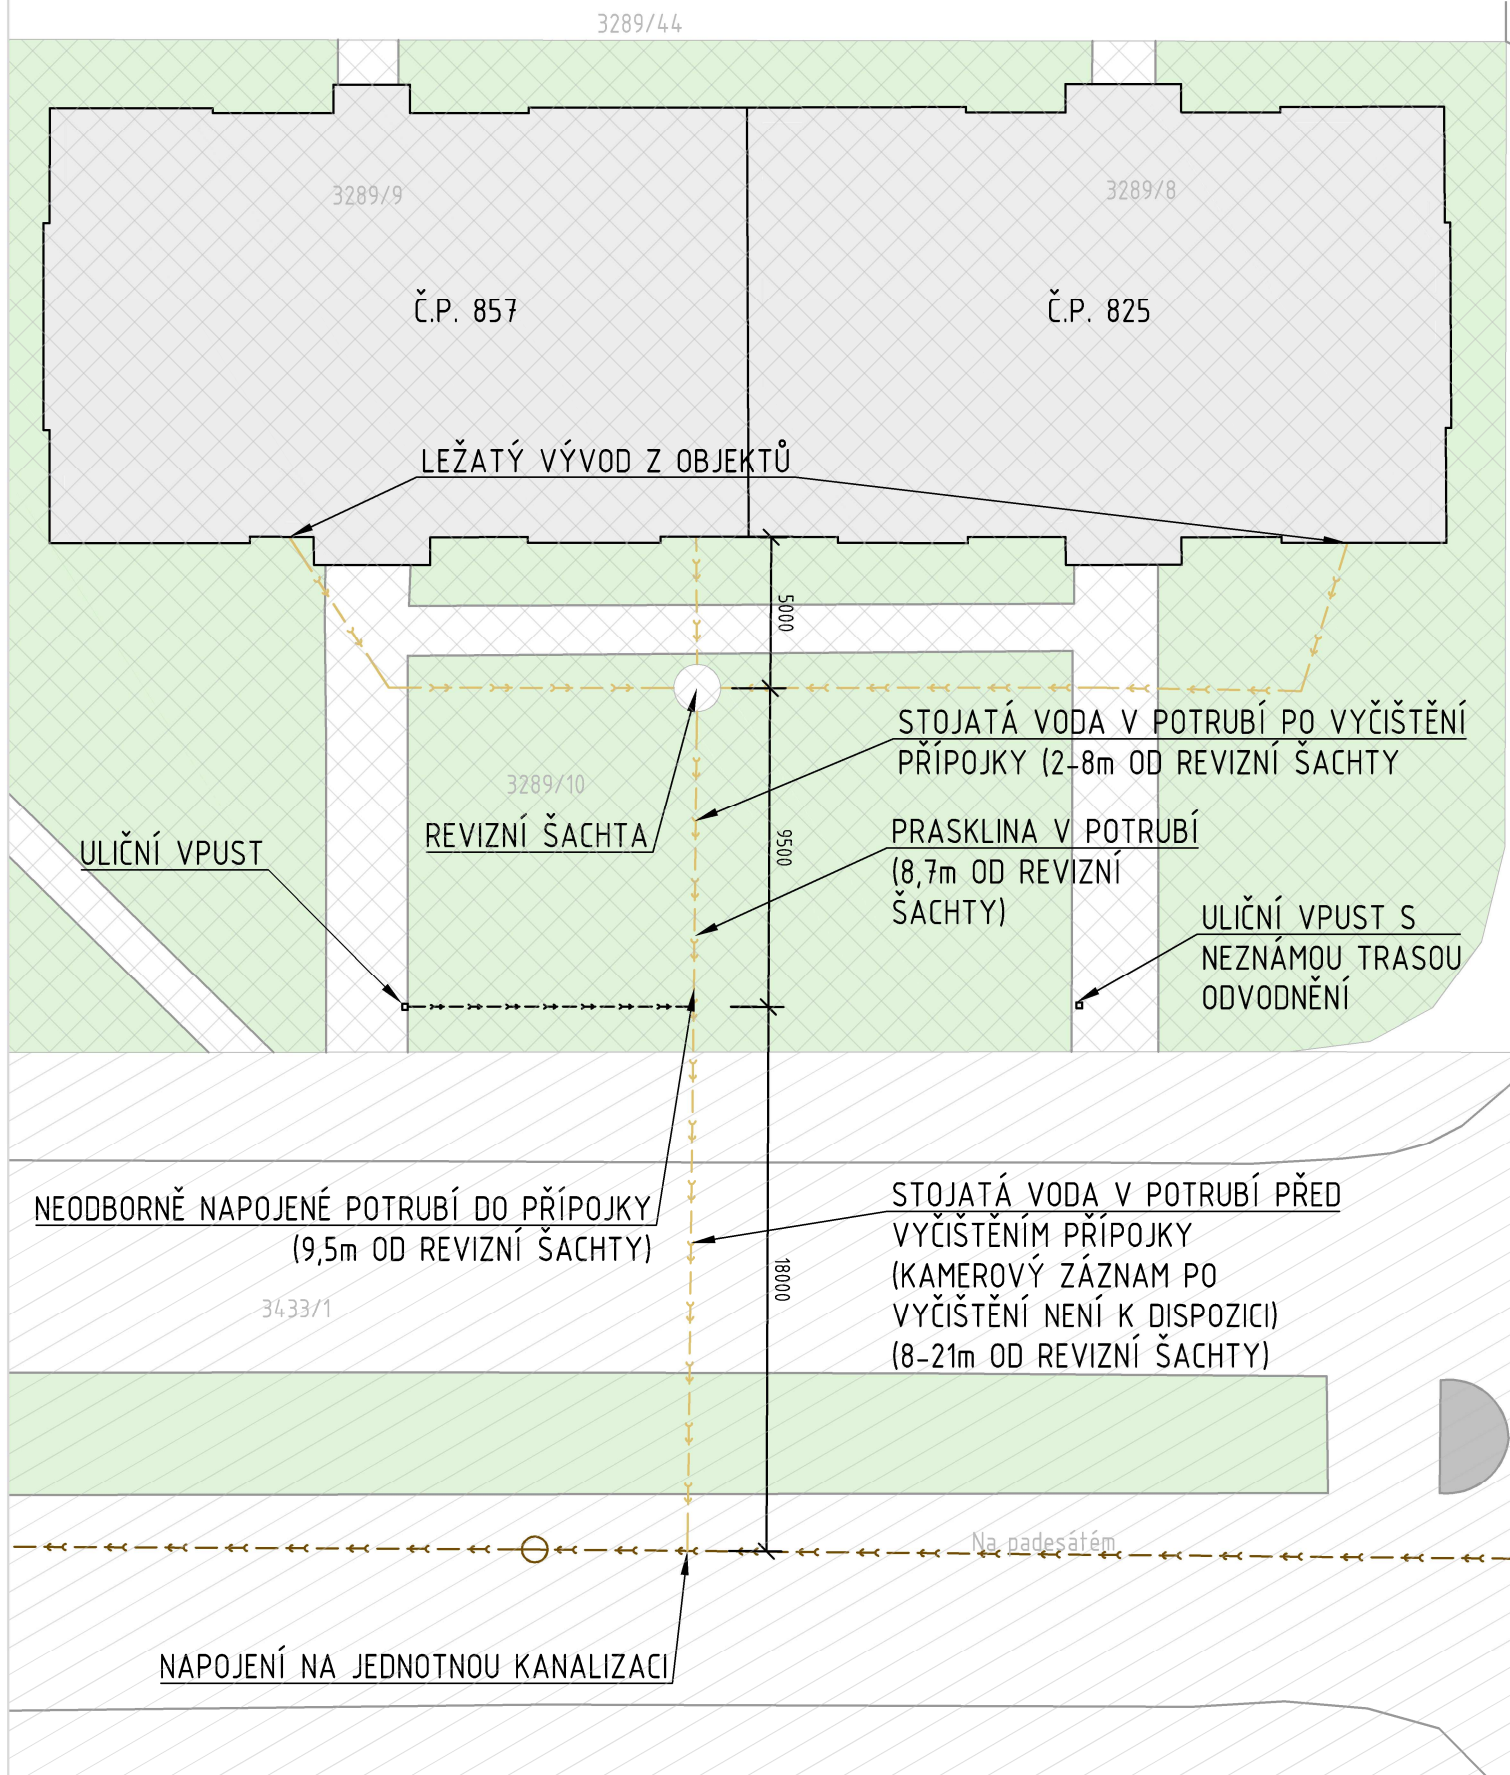 3289/44
3289/9
3289/8
Č.P. 857
Č.P. 825
LEŽATÝ VÝVOD Z OBJEKTŮ
5000
STOJATÁ VODA V POTRUBÍ PO VYČIŠTĚNÍ
PŘÍPOJKY (2-8m OD REVIZNÍ ŠACHTY
3289/10
REVIZNÍ ŠACHTA
9500
PRASKLINA V POTRUBÍ
(8,7m OD REVIZNÍ
ŠACHTY)
ULIČNÍ VPUST
ULIČNÍ VPUST S
NEZNÁMOU TRASOU
ODVODNĚNÍ
NEODBORNĚ NAPOJENÉ POTRUBÍ DO PŘÍPOJKY
(9,5m OD REVIZNÍ ŠACHTY)
STOJATÁ VODA V POTRUBÍ PŘED
VYČIŠTĚNÍM PŘÍPOJKY
(KAMEROVÝ ZÁZNAM PO
VYČIŠTĚNÍ NENÍ K DISPOZICI)
(8-21m OD REVIZNÍ ŠACHTY)
18000
3433/1
Na padesátém
NAPOJENÍ NA JEDNOTNOU KANALIZACI